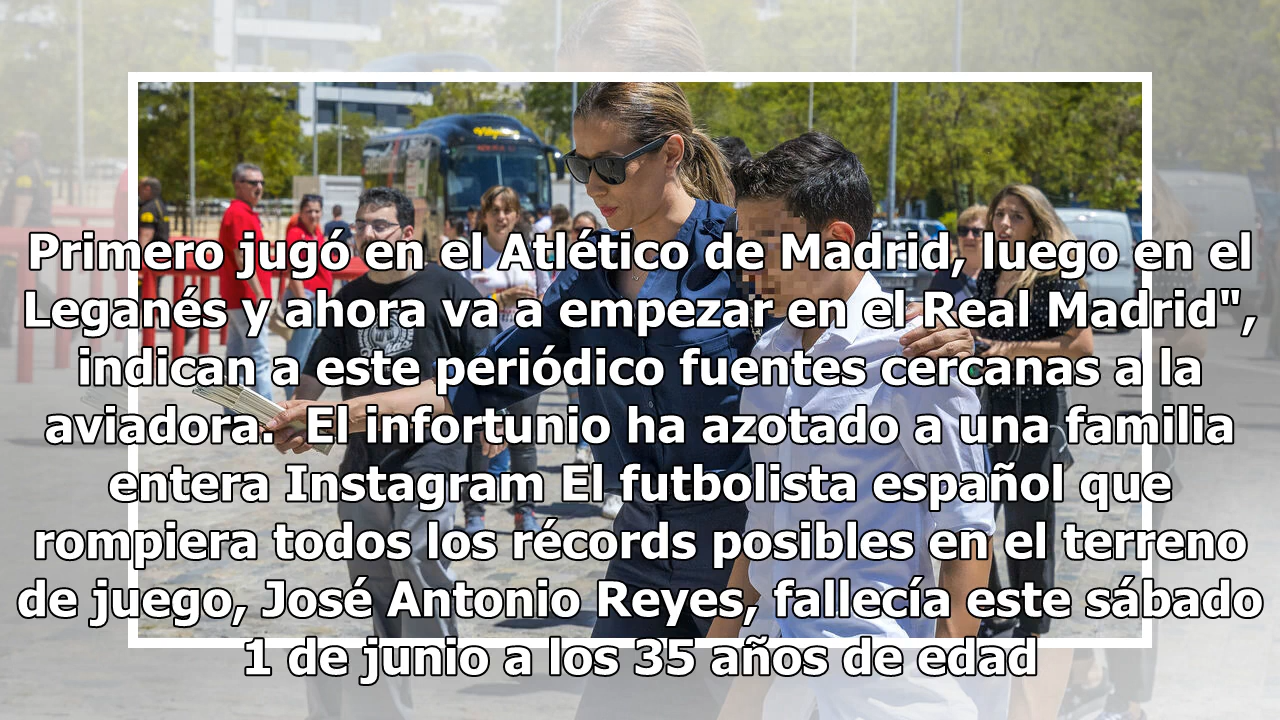 Primero jugó en el Atlético de Madrid, luego en el
Leganés y ahora va a empezar en el Real Madrid",
indican a este periódico fuentes cercanas a la
aviadora.  El infortunio ha azotado a una familia
entera Instagram El futbolista español que
rompiera todos los récords posibles en el terreno
de juego, José Antonio Reyes, fallecía este sábado
1 de junio a los 35 años de edad